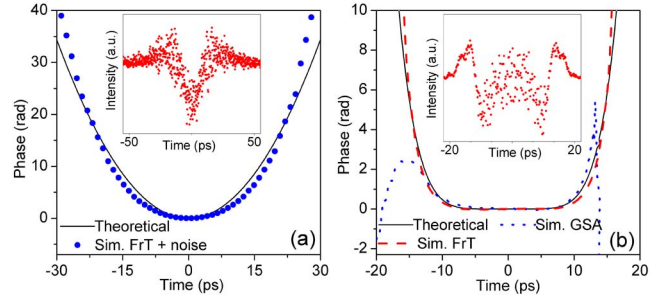 40
30
20
10
0
Phase (rad)
-30
-15
0
15
30
Time (ps)
Intensity (a.u.)
-50
50
Time (ps)
Theoretical
Sim. FrT + noise
(a)
10
8
6
4
2
0
-2
Phase (rad)
-20
-10
0
10
20
Time (ps)
Intensity (a.u.)
-20
20
Time (ps)
Theoretical
Sim. GSA
Sim. FrT
(b)